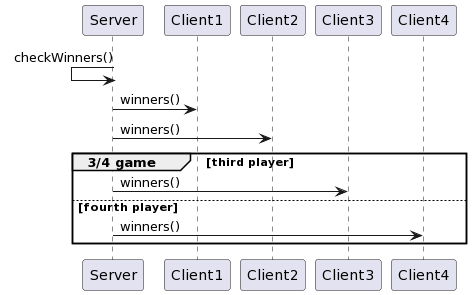 Server Client1 Client2 Client3 Client4
checkWinners()
winners()
winners()
3/4 game [third player]
winners()
[fourth player]
winners()
Server Client1 Client2 Client3 Client4